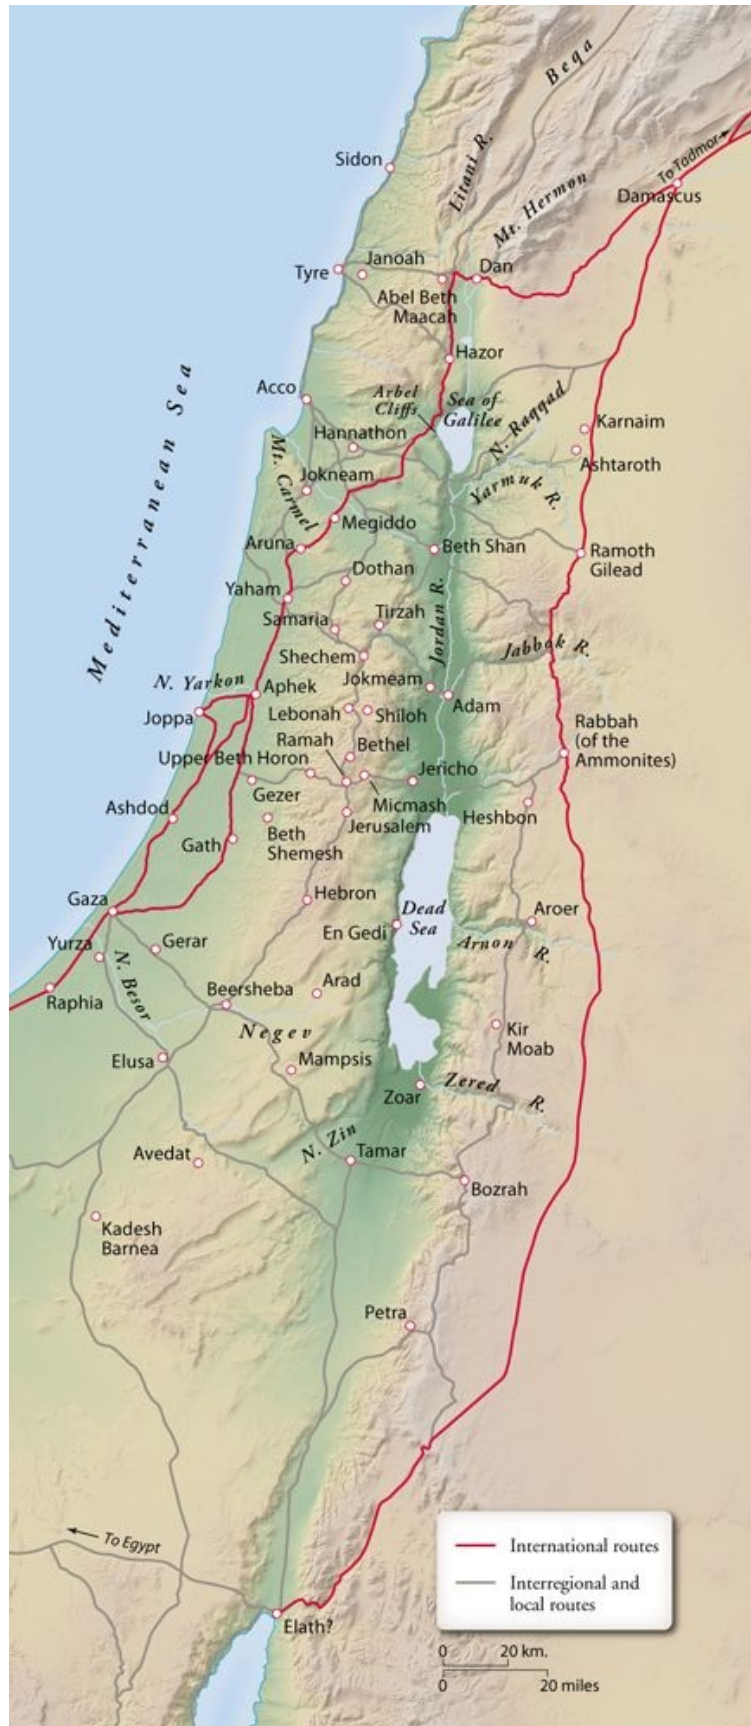 Beqa
Sidon
Litani R.
To Tadmor
Mt. Hermon
Damascus
Janoah
Tyre
Dan
Abel Beth
Maacah
Hazor
Mediterranean Sea
Acco
Arbel
Cliffs
Sea of
Galilee
N. Raqqad
Karnaim
Hannathon
Ashtaroth
Mt. Carmel
Jokneam
Yarmuk R.
Megiddo
Aruna
Beth Shan
Ramoth
Gilead
Dothan
Yaham
Jordan R.
Samaria
Tirzah
Jabbok R.
Shechem
N. Yarkon
Jokmeam
Aphek
Adam
Joppa
Lebonah
Shiloh
Ramah
Bethel
Rabbah
(of the
Ammonites)
Upper Beth Horon
Jericho
Gezer
Micmash
Heshbon
Ashdod
Jerusalem
Beth
Shemesh
Gath
Hebron
Gaza
Dead
Sea
Aroer
En Gedi
Arnon R.
Yurza
Gerar
N. Besor
Raphia
Beersheba
Arad
Negev
Kir
Moab
Elusa
Mampsis
Zoar
Zered R.
N. Zin
Avedat
Tamar
Bozrah
Kadesh
Barnea
Petra
To Egypt
Elath?
International routes
Interregional and
local routes
0 20 km.
0 20 miles